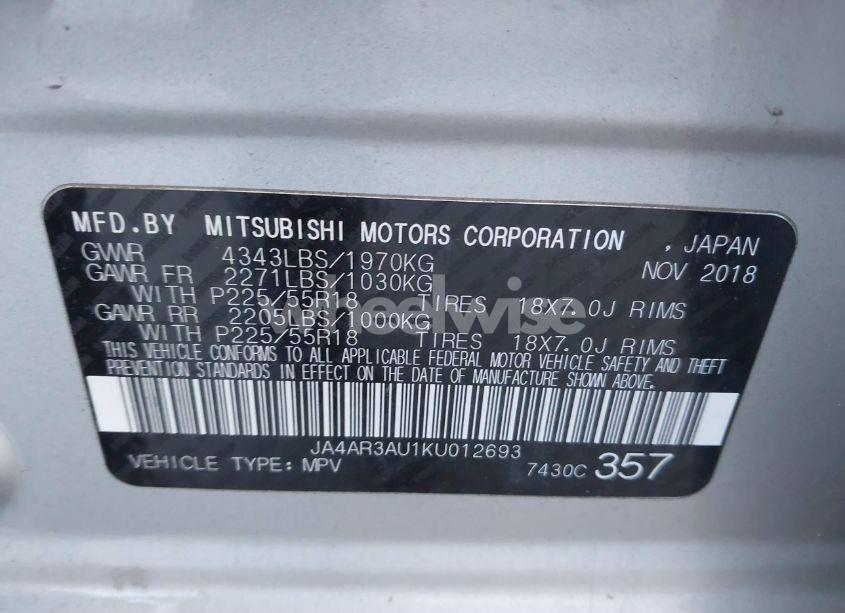 MFD.BY MITSUBISHI MOTORS CORPORATION , JAPAN
GVWR 4343LBS/1970KG NOV 2018
GAWR FR 2271LBS/1030KG
WITH P225/55R18 TIRES 18X7.0J RIMS
GAWR RR 2205LBS/1000KG
WITH P225/55R18 TIRES 18X7.0J RIMS
THIS VEHICLE CONFORMS TO ALL APPLICABLE FEDERAL MOTOR VEHICLE SAFETY AND THEFT
PREVENTION STANDARDS IN EFFECT ON THE DATE OF MANUFACTURE SHOWN ABOVE.
JA4AR3AU1KU012693
VEHICLE TYPE: MPV 7430C 357
wheelwise